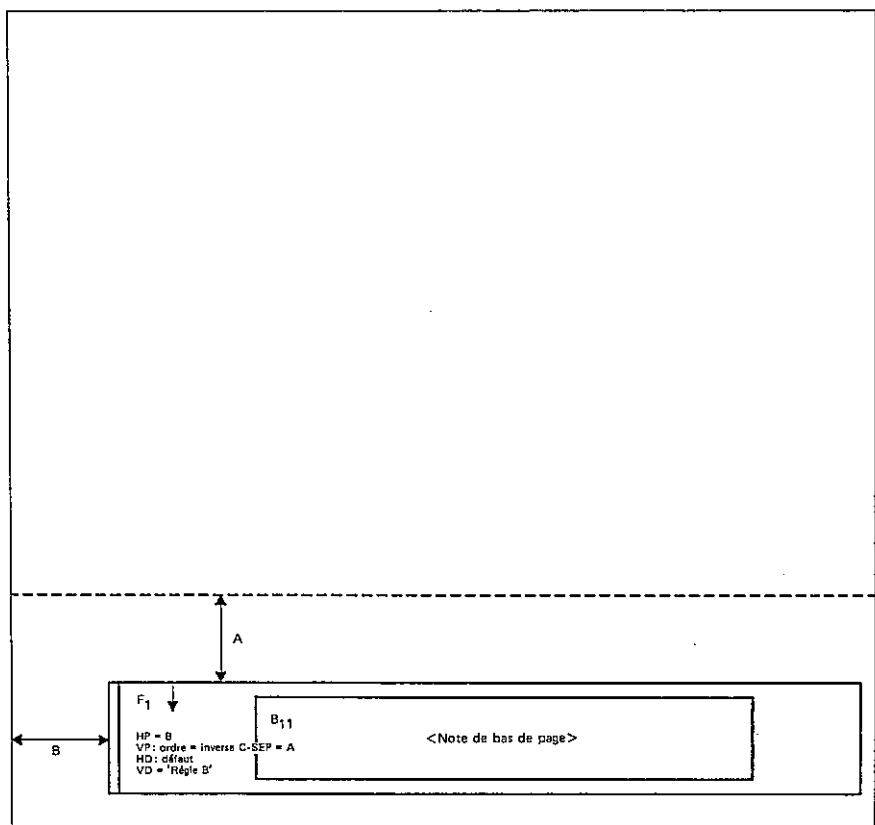 A
F1
B11
<Note de bas de page>
HP = B
VP: ordre = inverse C-SEP = A
HD: défaut
VD = 'Règle B'
B